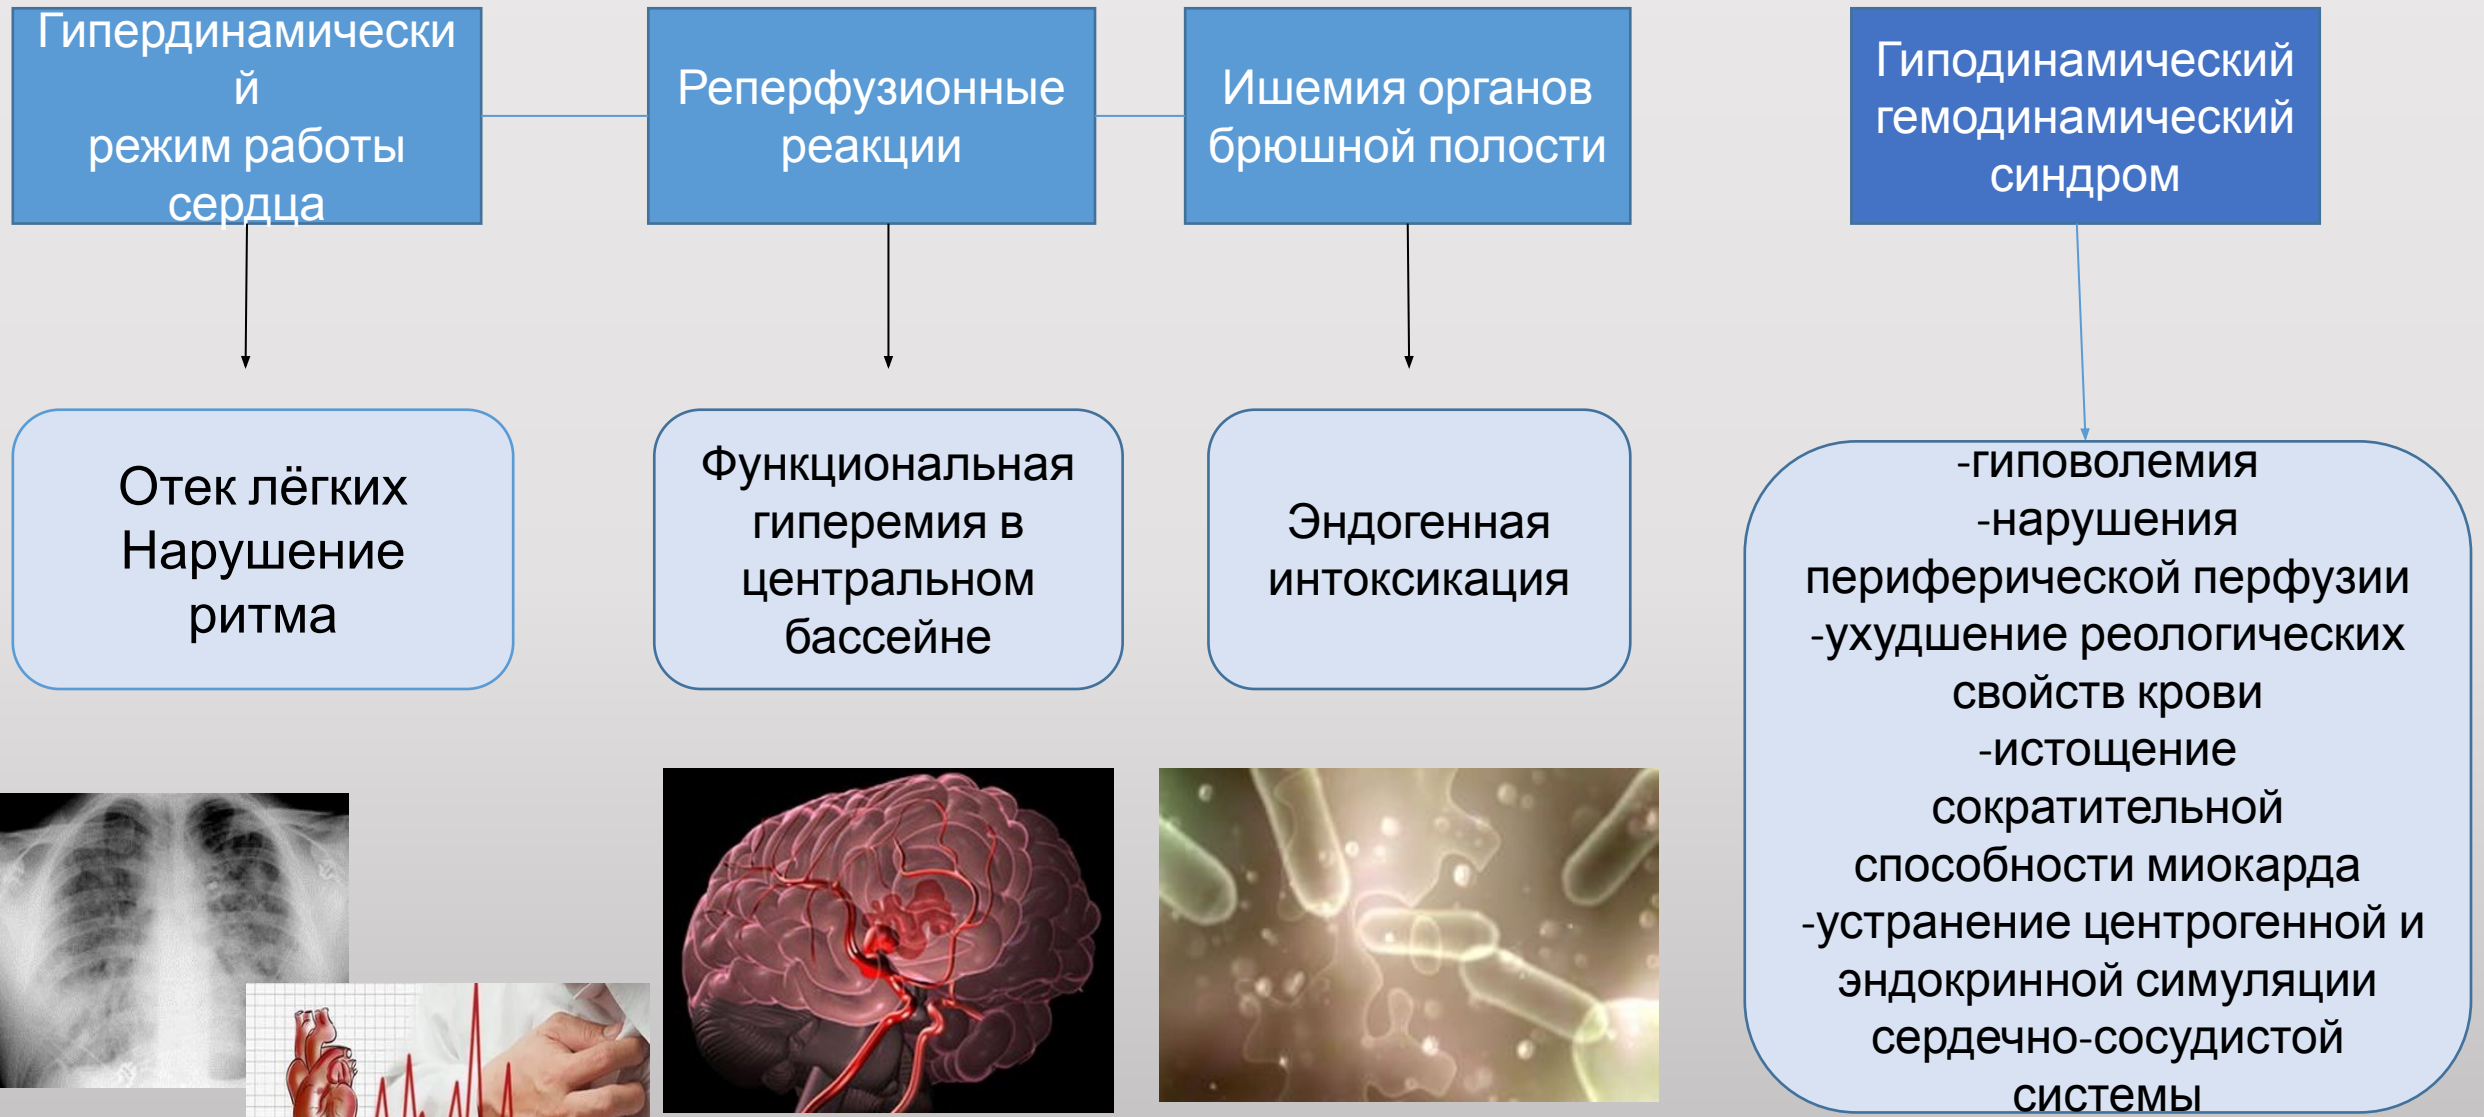 Гипердинамически
й
режим работы
сердца
Реперфузионные
реакции
Ишемия органов
брюшной полости
Гиподинамический
гемодинамический
синдром
Отек лёгких
Нарушение
ритма
Функциональная
гиперемия в
центральном
бассейне
Эндогенная
интоксикация
-гиповолемия
-нарушения
периферической перфузии
-ухудшение реологических
свойств крови
-истощение
сократительной
способности миокарда
-устранение центрогенной и
эндокринной симуляции
сердечно-сосудистой
системы